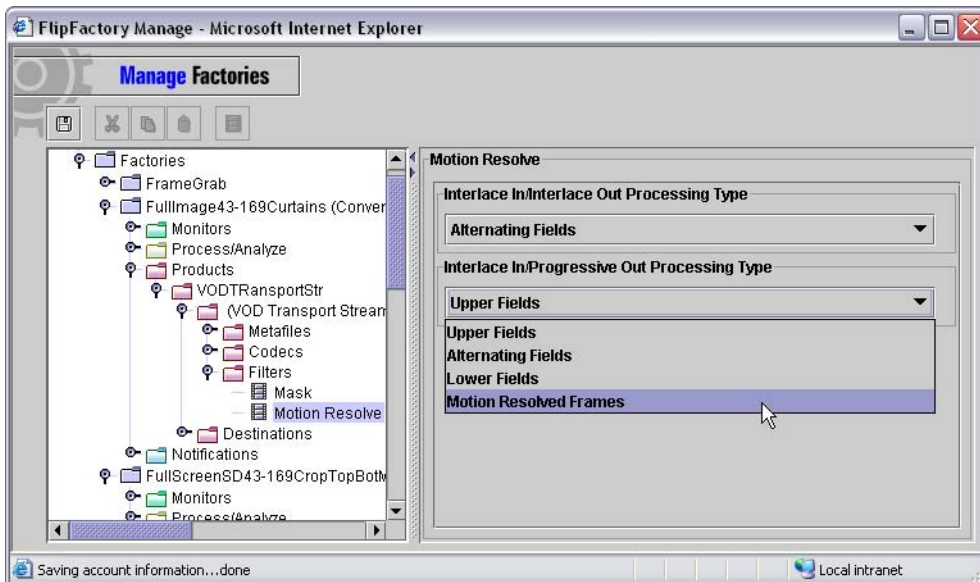 FlipFactory Manage - Microsoft Internet Explorer
Manage Factories
Factories
FrameGrab
FullImage43-169Curtains (Conver
Monitors
Process/Analyze
Products
VODTRansportStr
(VOD Transport Stream
Metafiles
Codecs
Filters
Mask
Motion Resolve
Destinations
Notifications
FullScreenSD43-169CropTopBotM
Monitors
Process/Analyze
Motion Resolve
Interlace In/Interlace Out Processing Type
Alternating Fields
Interlace In/Progressive Out Processing Type
Upper Fields
Upper Fields
Alternating Fields
Lower Fields
Motion Resolved Frames
Saving account information...done
Local intranet